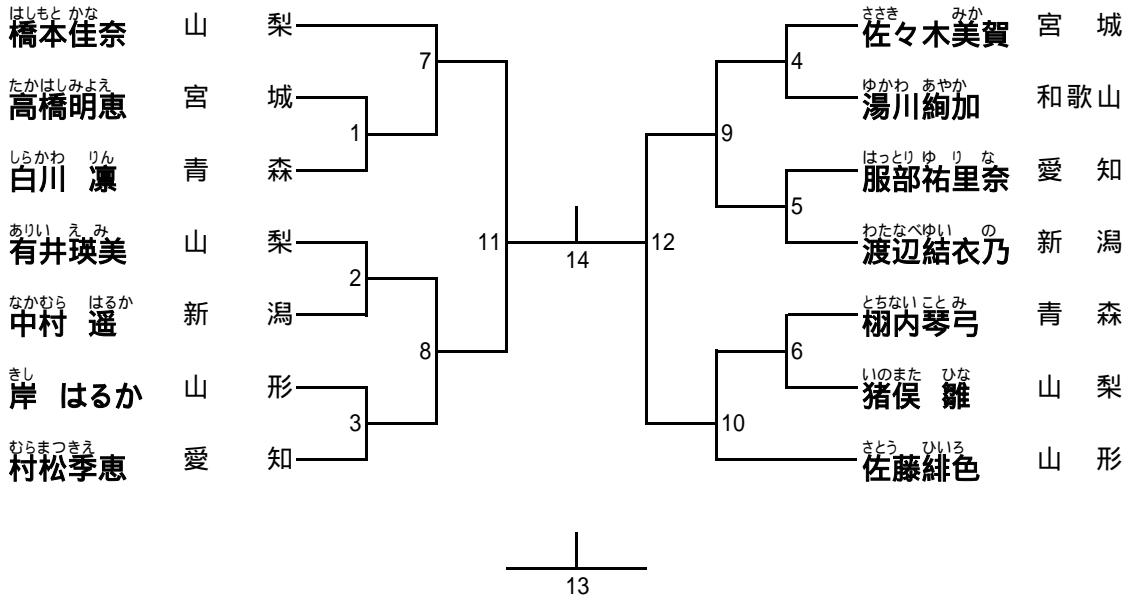 はしもと かな
橋本佳奈 山 梨
たかはしみよえ
高橋明恵 宮 城
しらかわ りん
白川 凛 青 森
ありい え み
有井瑛美 山 梨
なかむら はるか
中村 遥 新 潟
きし
岸 はるか 山 形
むらまつきえ
村松季恵 愛 知
7
1
2
8
3
11
14
12
ささき みか
佐々木美賀 宮 城
ゆかわ あやか
湯川絢加 和歌山
はっとり ゆ り な
服部祐里奈 愛 知
わたなべゆい の
渡辺結衣乃 新 潟
とちない こと み
栩内琴弓 青 森
いのまた ひな
猪俣 雛 山 梨
さとう ひいろ
佐藤緋色 山 形
4
9
5
6
10
13